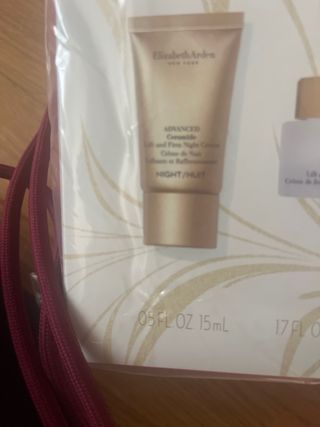 Elizabeth Arden
NEW YORK
ADVANCED
Ceramide
Lift and Firm Night Cream
Crème de Nuit
Liftante et Raffermissante
NIGHT/NUIT
Lift
Crème de
0.5 FL OZ 15mL
1.7 FL O